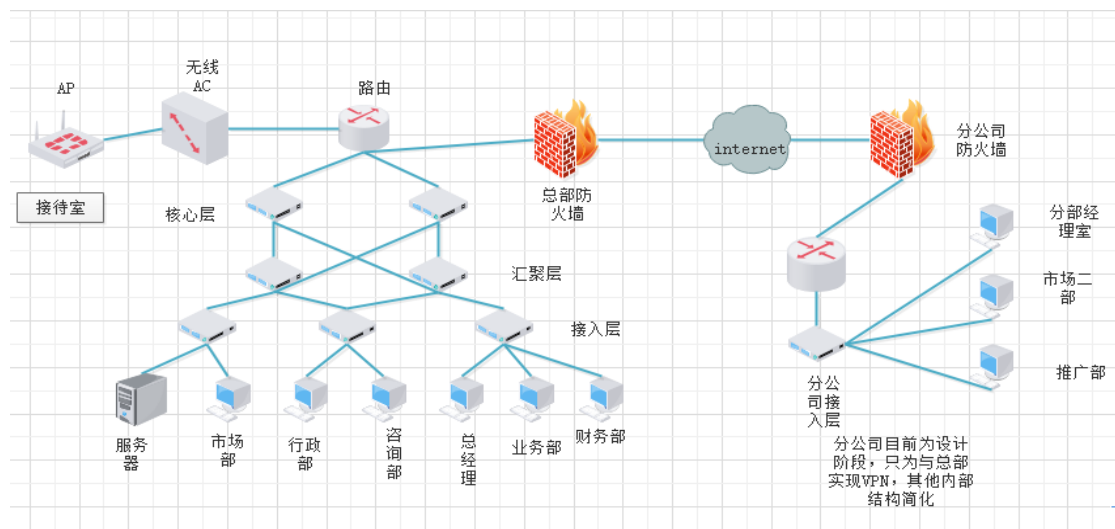 无线
AC
AP
路由
internet
分公司
防火墙
接待室
核心层
总部防
火墙
分部经
理室
汇聚层
市场二
部
接入层
推广部
分公
司接
入层
服务
器
市场
部
行政
部
咨
询
部
总
经
理
业务部
财务部
分公司目前为设计
阶段，只为与总部
实现VPN，其他内部
结构简化